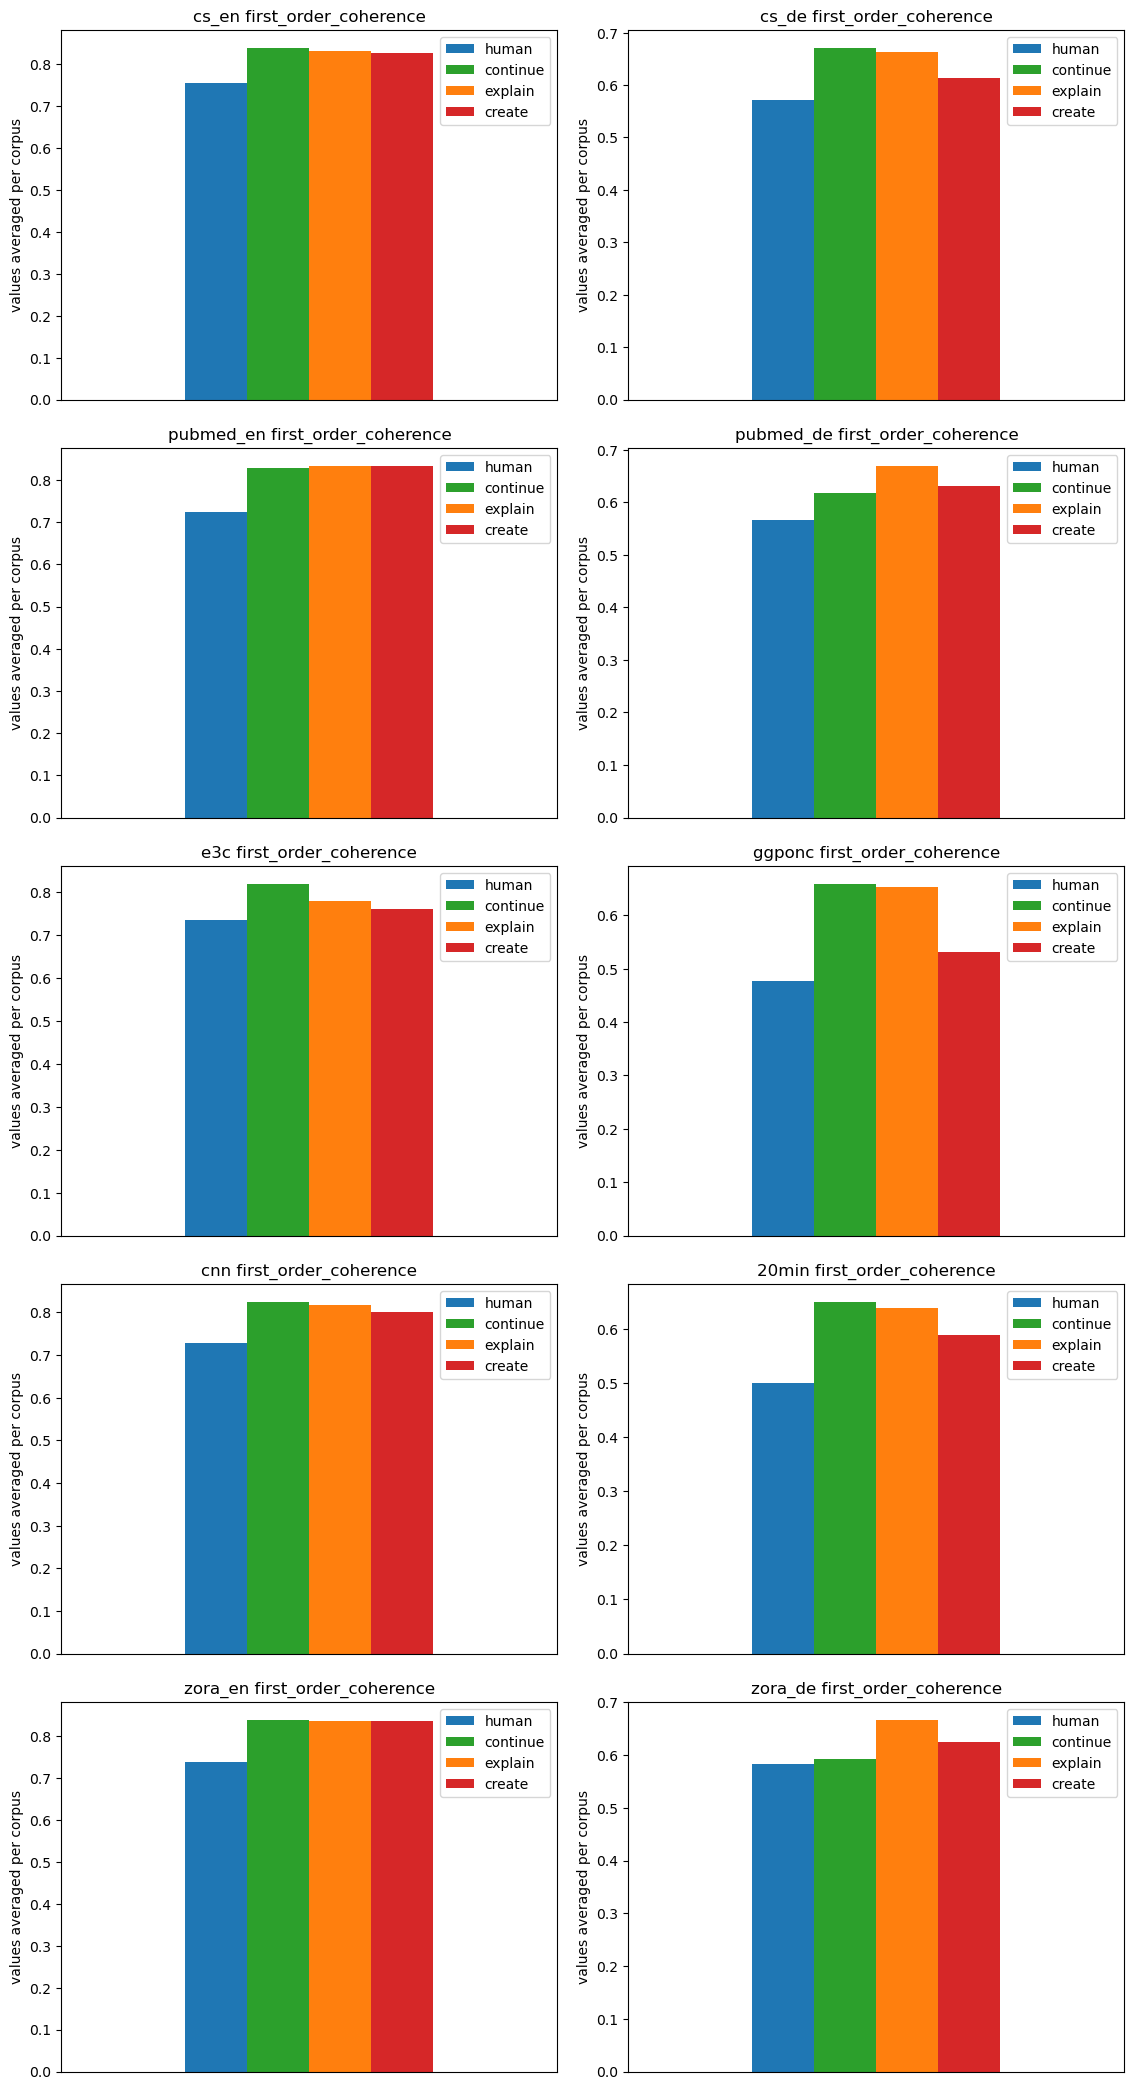 cs_en first_order_coherence
values averaged per corpus
0.8
0.7
0.6
0.5
0.4
0.3
0.2
0.1
0.0
human
continue
explain
create
cs_de first_order_coherence
values averaged per corpus
0.7
0.6
0.5
0.4
0.3
0.2
0.1
0.0
human
continue
explain
create
pubmed_en first_order_coherence
values averaged per corpus
0.8
0.7
0.6
0.5
0.4
0.3
0.2
0.1
0.0
human
continue
explain
create
pubmed_de first_order_coherence
values averaged per corpus
0.7
0.6
0.5
0.4
0.3
0.2
0.1
0.0
human
continue
explain
create
e3c first_order_coherence
values averaged per corpus
0.8
0.7
0.6
0.5
0.4
0.3
0.2
0.1
0.0
human
continue
explain
create
ggponc first_order_coherence
values averaged per corpus
0.6
0.5
0.4
0.3
0.2
0.1
0.0
human
continue
explain
create
cnn first_order_coherence
values averaged per corpus
0.8
0.7
0.6
0.5
0.4
0.3
0.2
0.1
0.0
human
continue
explain
create
20min first_order_coherence
values averaged per corpus
0.6
0.5
0.4
0.3
0.2
0.1
0.0
human
continue
explain
create
zora_en first_order_coherence
values averaged per corpus
0.8
0.7
0.6
0.5
0.4
0.3
0.2
0.1
0.0
human
continue
explain
create
zora_de first_order_coherence
values averaged per corpus
0.7
0.6
0.5
0.4
0.3
0.2
0.1
0.0
human
continue
explain
create